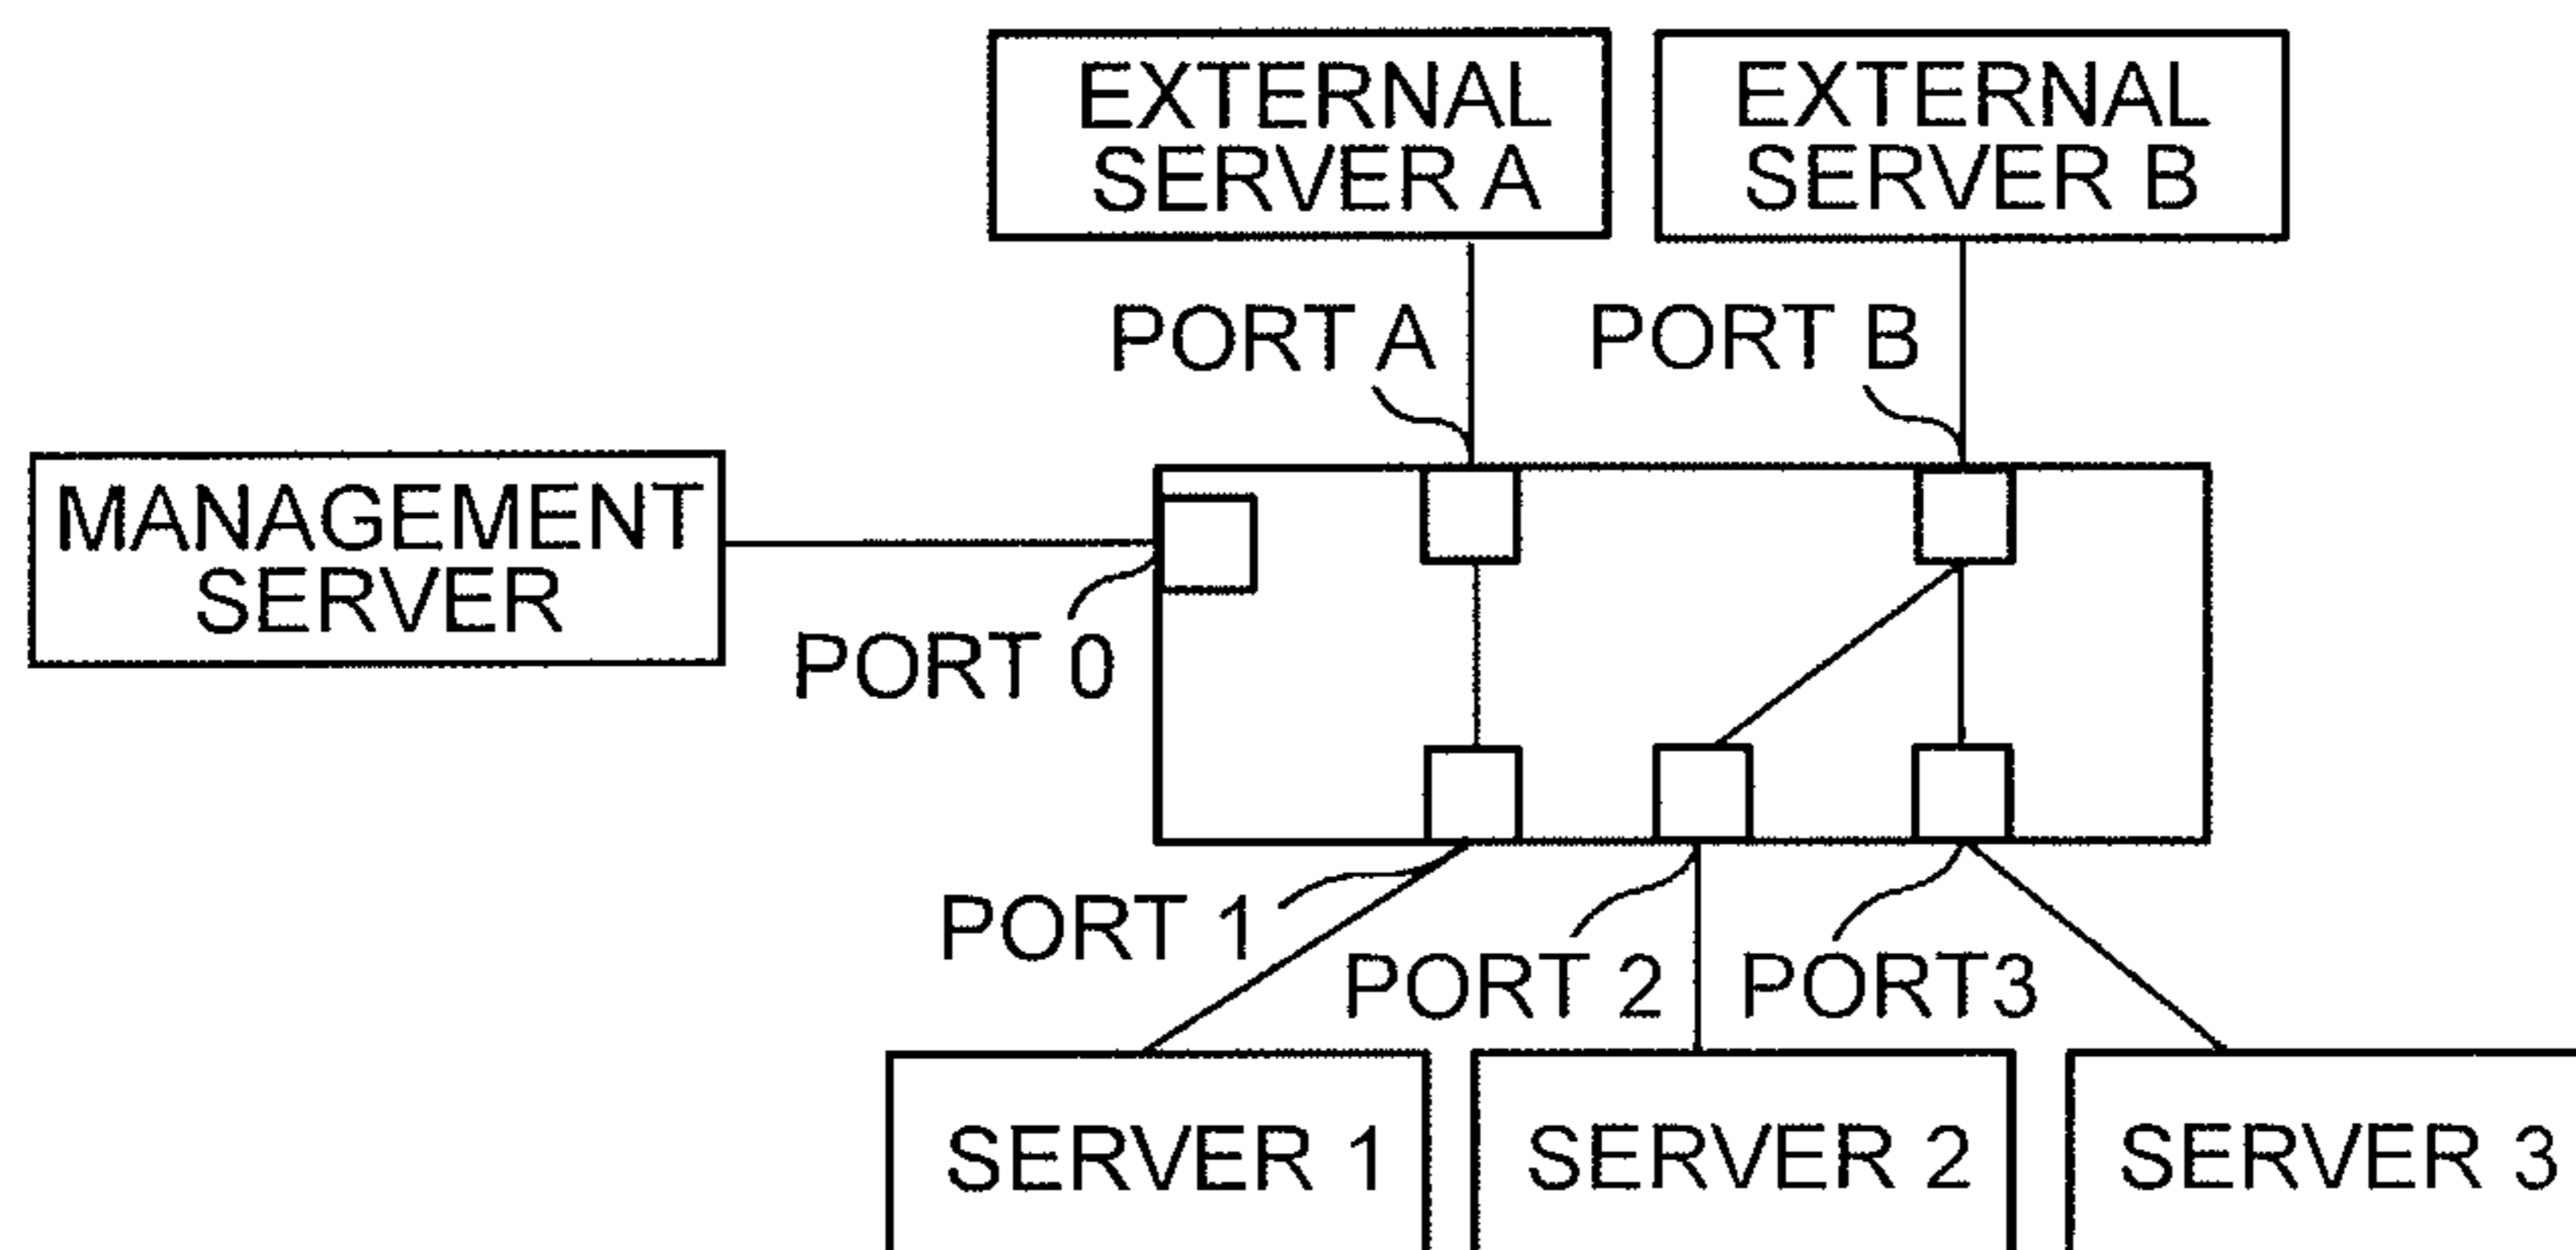 EXTERNAL
SERVER A
EXTERNAL
SERVER B
PORT A
PORT B
MANAGEMENT
SERVER
PORT 0
PORT 1
PORT 2
PORT3
SERVER 1
SERVER 2
SERVER 3